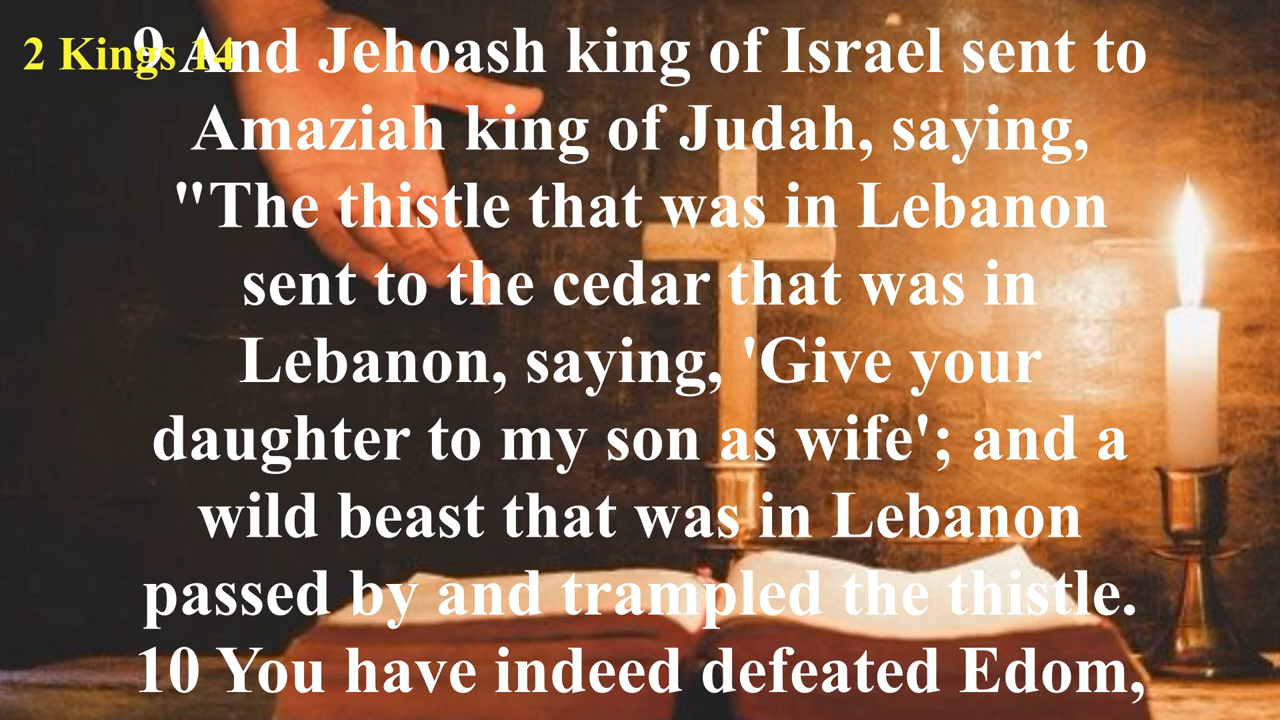 2 Kings 14
9 And Jehoash king of Israel sent to
Amaziah king of Judah, saying,
"The thistle that was in Lebanon
sent to the cedar that was in
Lebanon, saying, 'Give your
daughter to my son as wife'; and a
wild beast that was in Lebanon
passed by and trampled the thistle.
10 You have indeed defeated Edom,